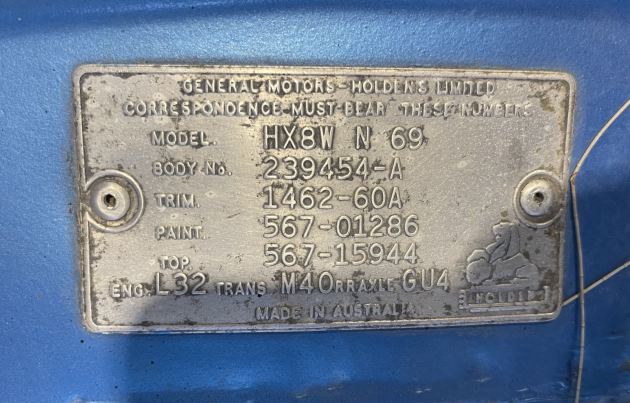 GENERAL MOTORS-HOLDEN'S LIMITED
CORRESPONDENCE MUST BEAR THESE NUMBERS
MODEL. HX8W N 69
BODY No. 239454-A
TRIM. 1462-60A
PAINT. 567-01286
TOP 567-15944
ENG. L32 TRANS M40 RR AXLE GU4
HOLDEN
MADE IN AUSTRALIA